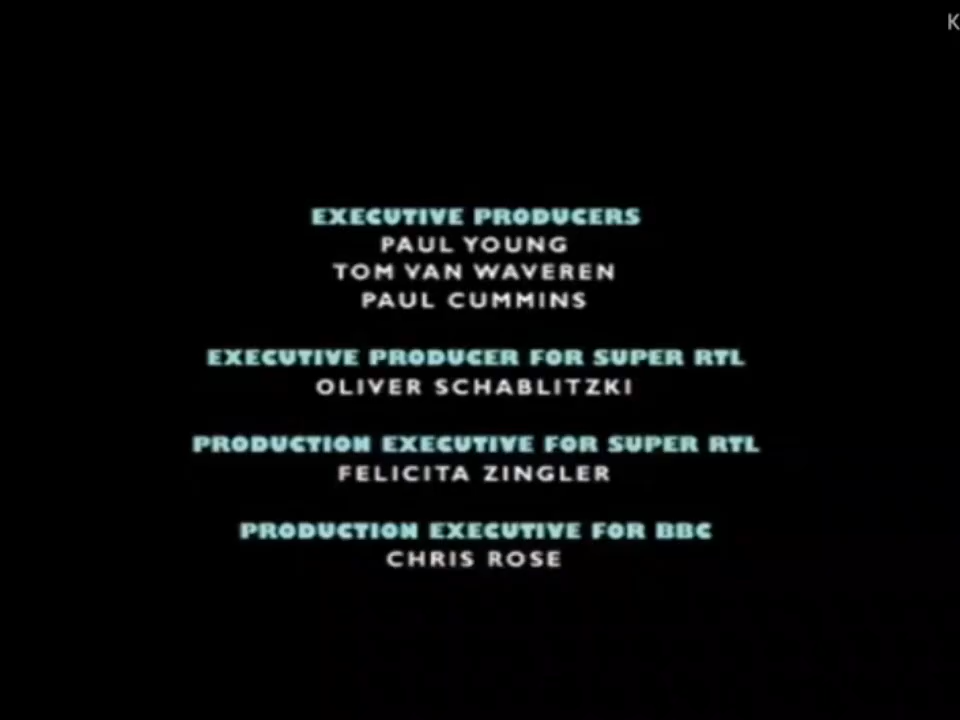 K
EXECUTIVE PRODUCERS
PAUL YOUNG
TOM VAN WAVEREN
PAUL CUMMINS
EXECUTIVE PRODUCER FOR SUPER RTL
OLIVER SCHABLITZKI
PRODUCTION EXECUTIVE FOR SUPER RTL
FELICITA ZINGLER
PRODUCTION EXECUTIVE FOR BBC
CHRIS ROSE